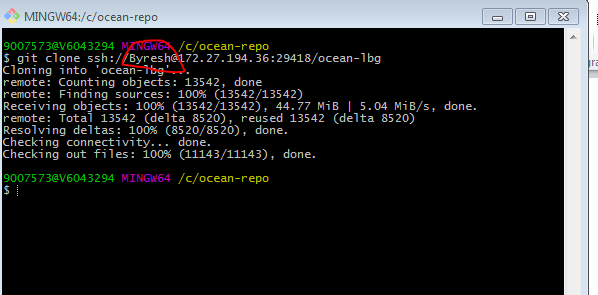 MINGW64:/c/ocean-repo
9007573@V6043294 MINGW64 /c/ocean-repo
$ git clone ssh://Byresh@172.27.194.36:29418/ocean-lbg
Cloning into 'ocean-lbg'...
remote: Counting objects: 13542, done
remote: Finding sources: 100% (13542/13542)
Receiving objects: 100% (13542/13542), 44.77 MiB | 5.04 MiB/s, done.
remote: Total 13542 (delta 8520), reused 13542 (delta 8520)
Resolving deltas: 100% (8520/8520), done.
Checking connectivity... done.
Checking out files: 100% (11143/11143), done.
9007573@V6043294 MINGW64 /c/ocean-repo
$